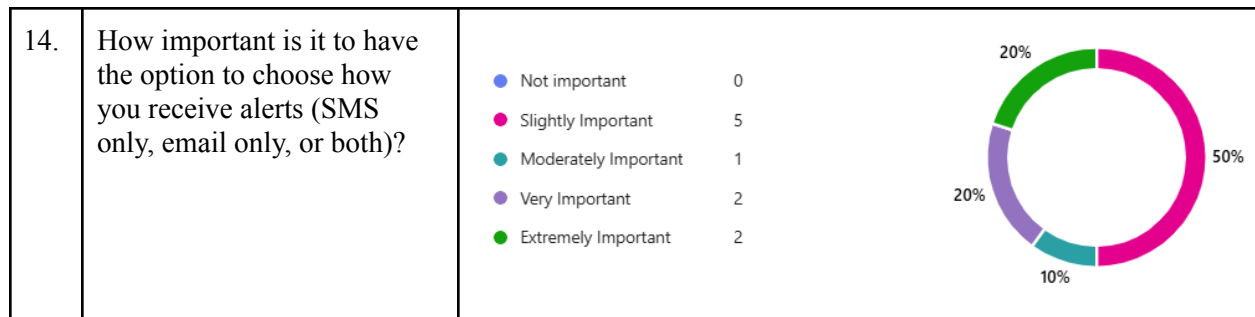 14.
How important is it to have
the option to choose how
you receive alerts (SMS
only, email only, or both)?
Not important 0
Slightly Important 5
Moderately Important 1
Very Important 2
Extremely Important 2
20%
50%
20%
10%